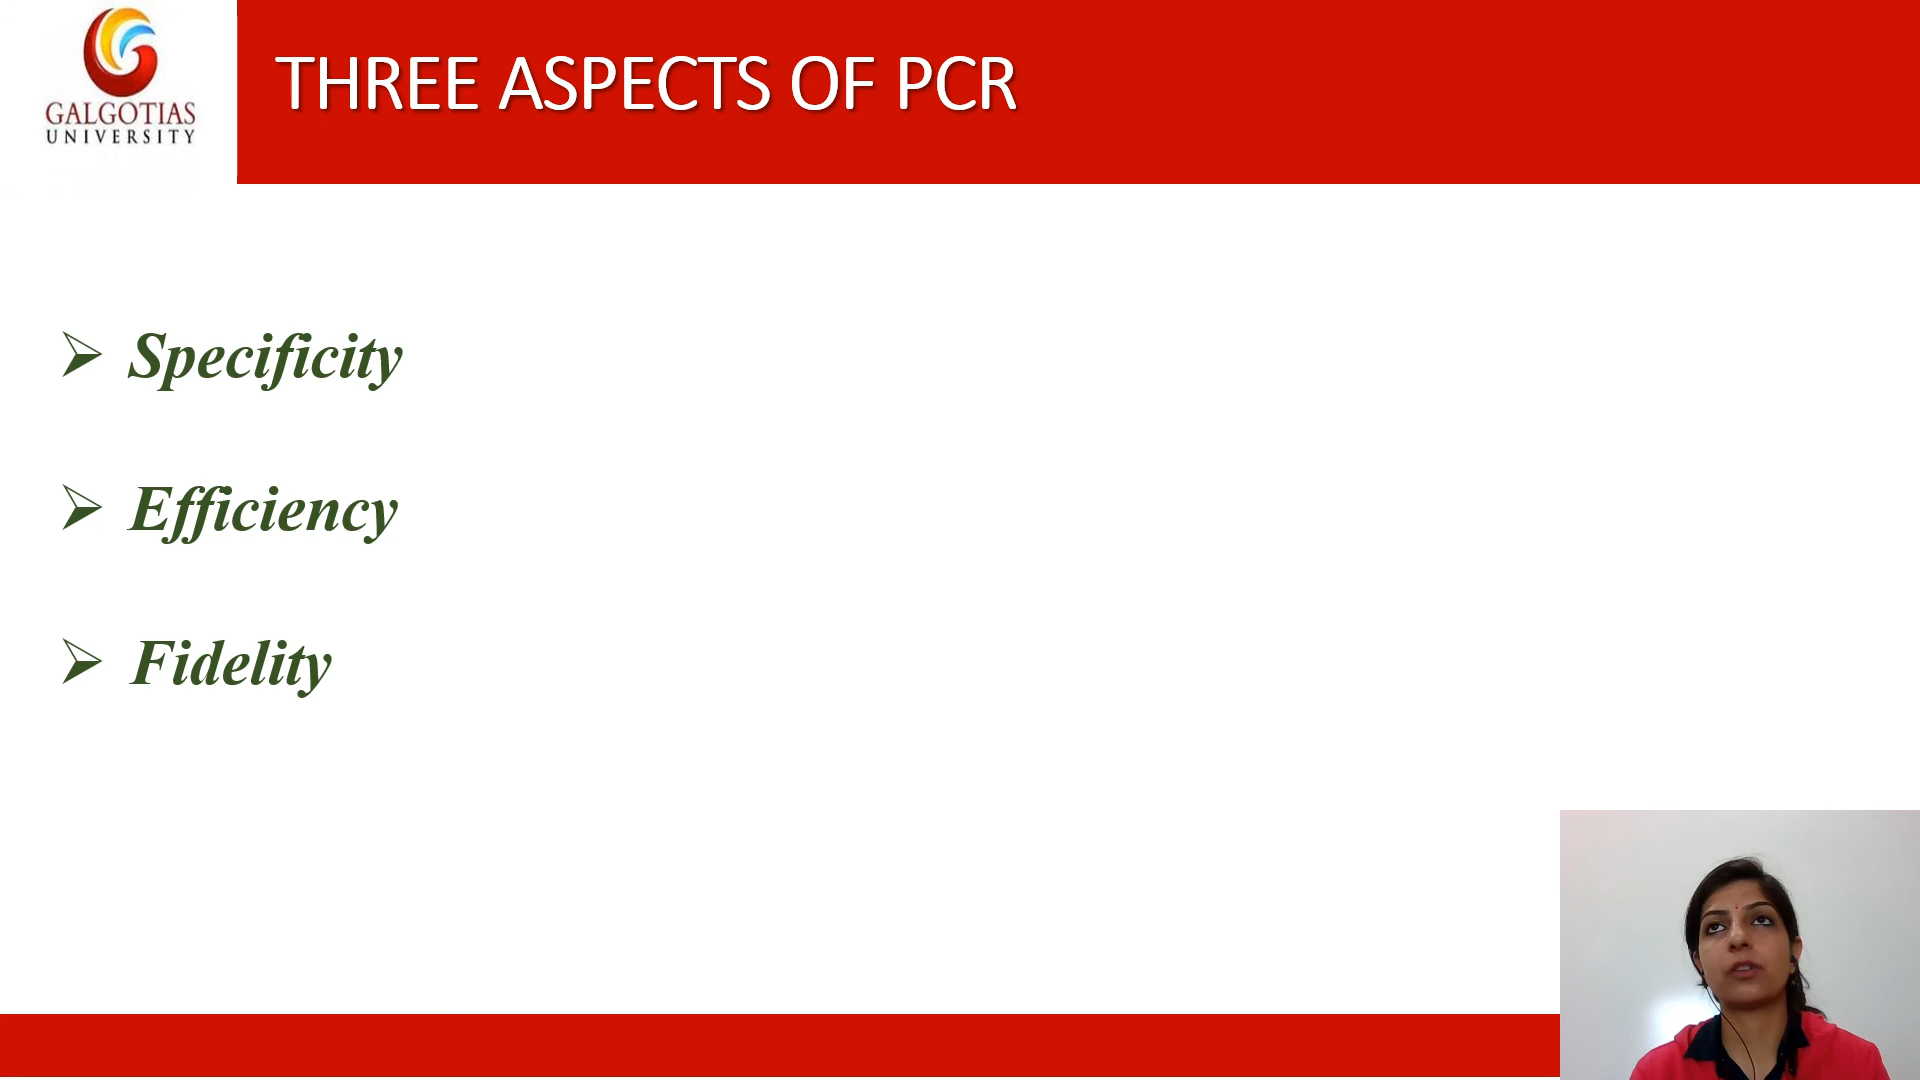 GALGOTIAS
UNIVERSITY
THREE ASPECTS OF PCR
Specificity
Efficiency
Fidelity